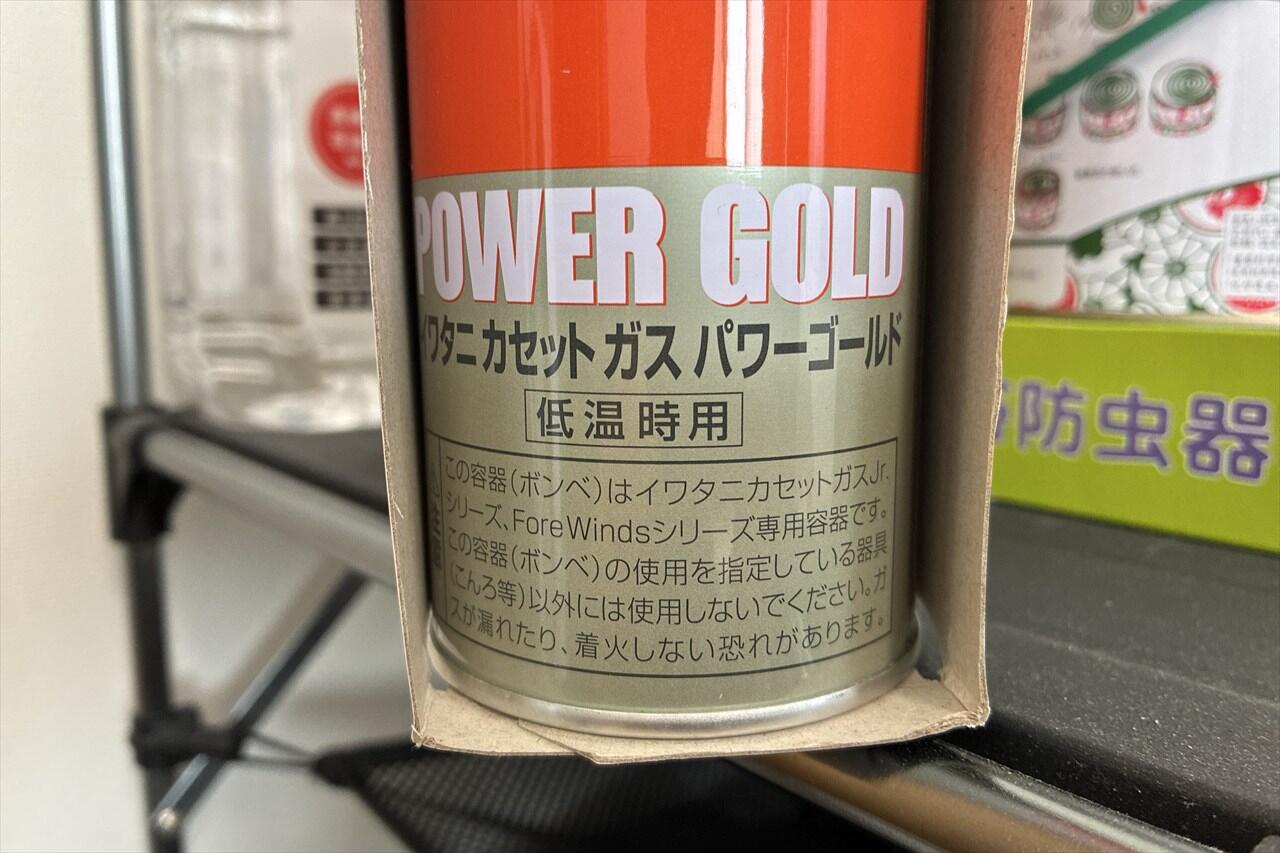 POWER GOLD
イワタニカセットガス パワーゴールド
低温時用
この容器(ボンベ)はイワタニカセットガスJr.
シリーズ、ForeWindsシリーズ専用容器です。
この容器(ボンベ)の使用を指定している器具
(こんろ等)以外には使用しないでください。ガ
スが漏れたり、着火しない恐れがあります。
防虫器